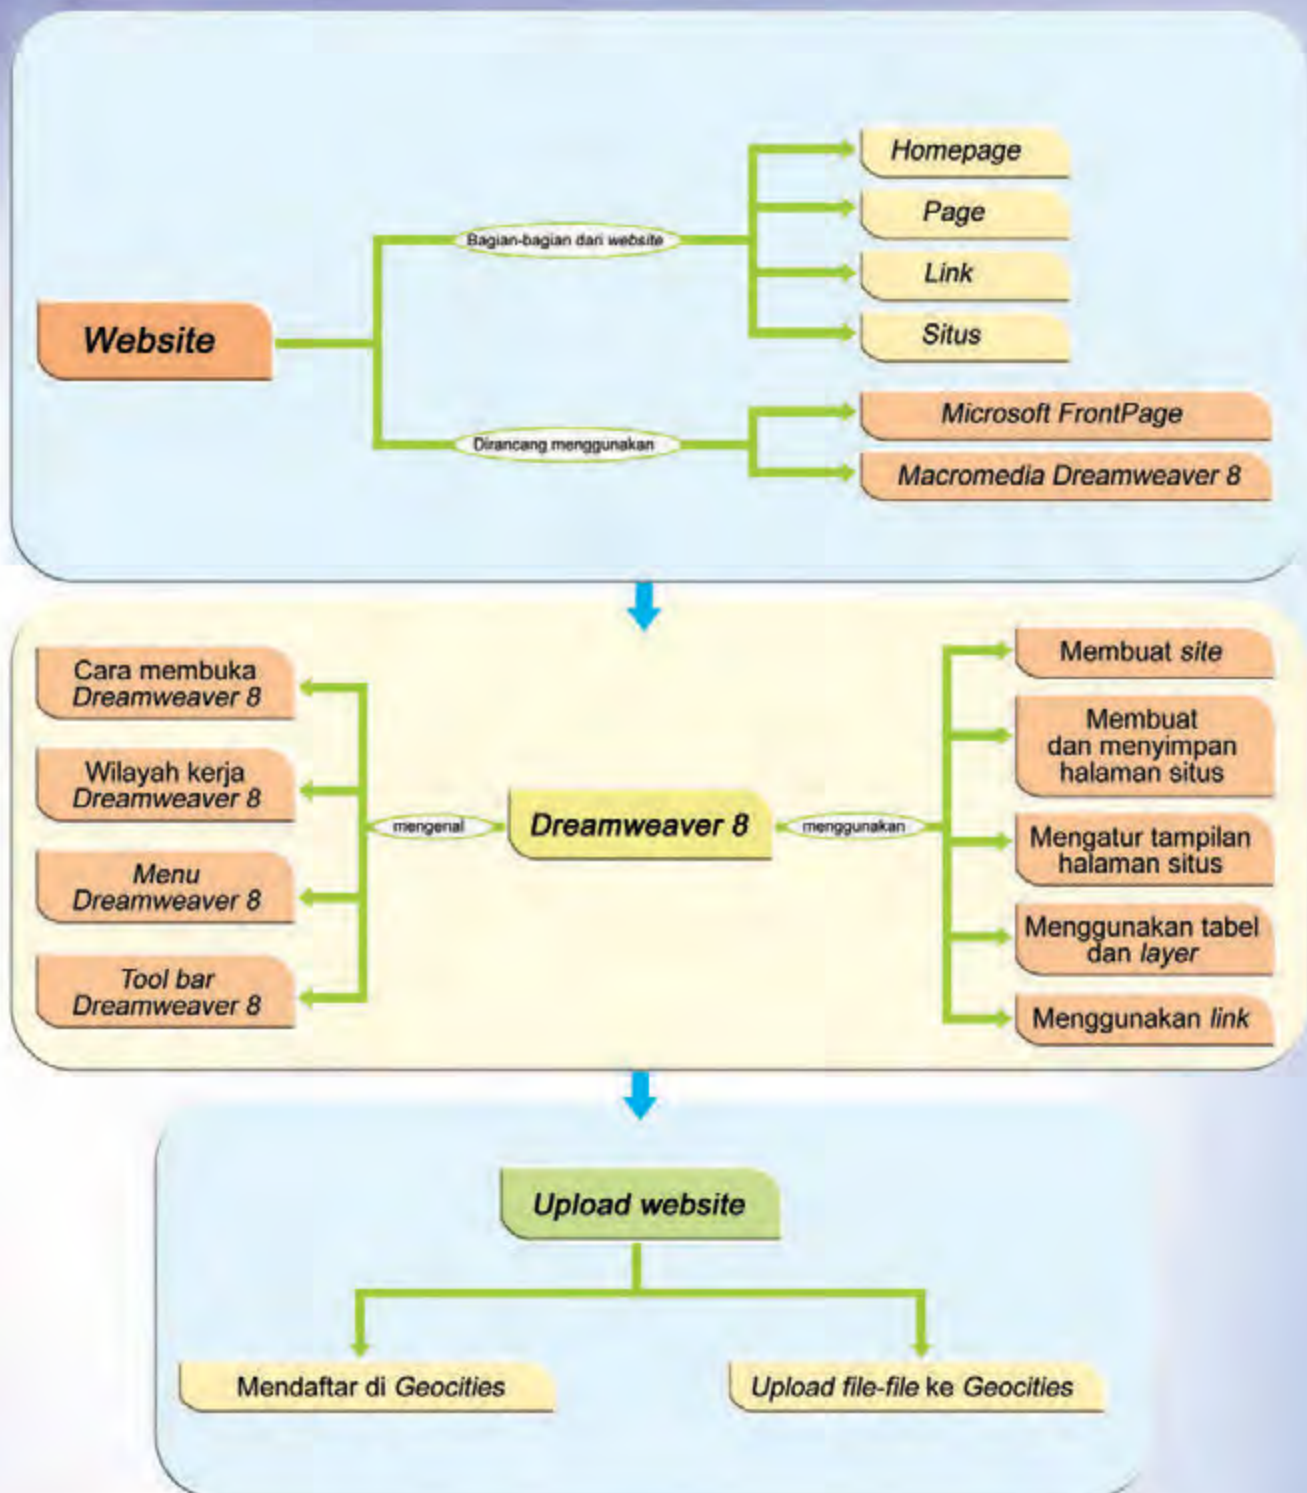 Website
Bagian-bagian dari website
Homepage
Page
Link
Situs
Dirancang menggunakan
Microsoft FrontPage
Macromedia Dreamweaver 8
Cara membuka
Dreamweaver 8
Wilayah kerja
Dreamweaver 8
Menu
Dreamweaver 8
Tool bar
Dreamweaver 8
mengenal
Dreamweaver 8
menggunakan
Membuat site
Membuat
dan menyimpan
halaman situs
Mengatur tampilan
halaman situs
Menggunakan tabel
dan layer
Menggunakan link
Upload website
Mendaftar di Geocities
Upload file-file ke Geocities